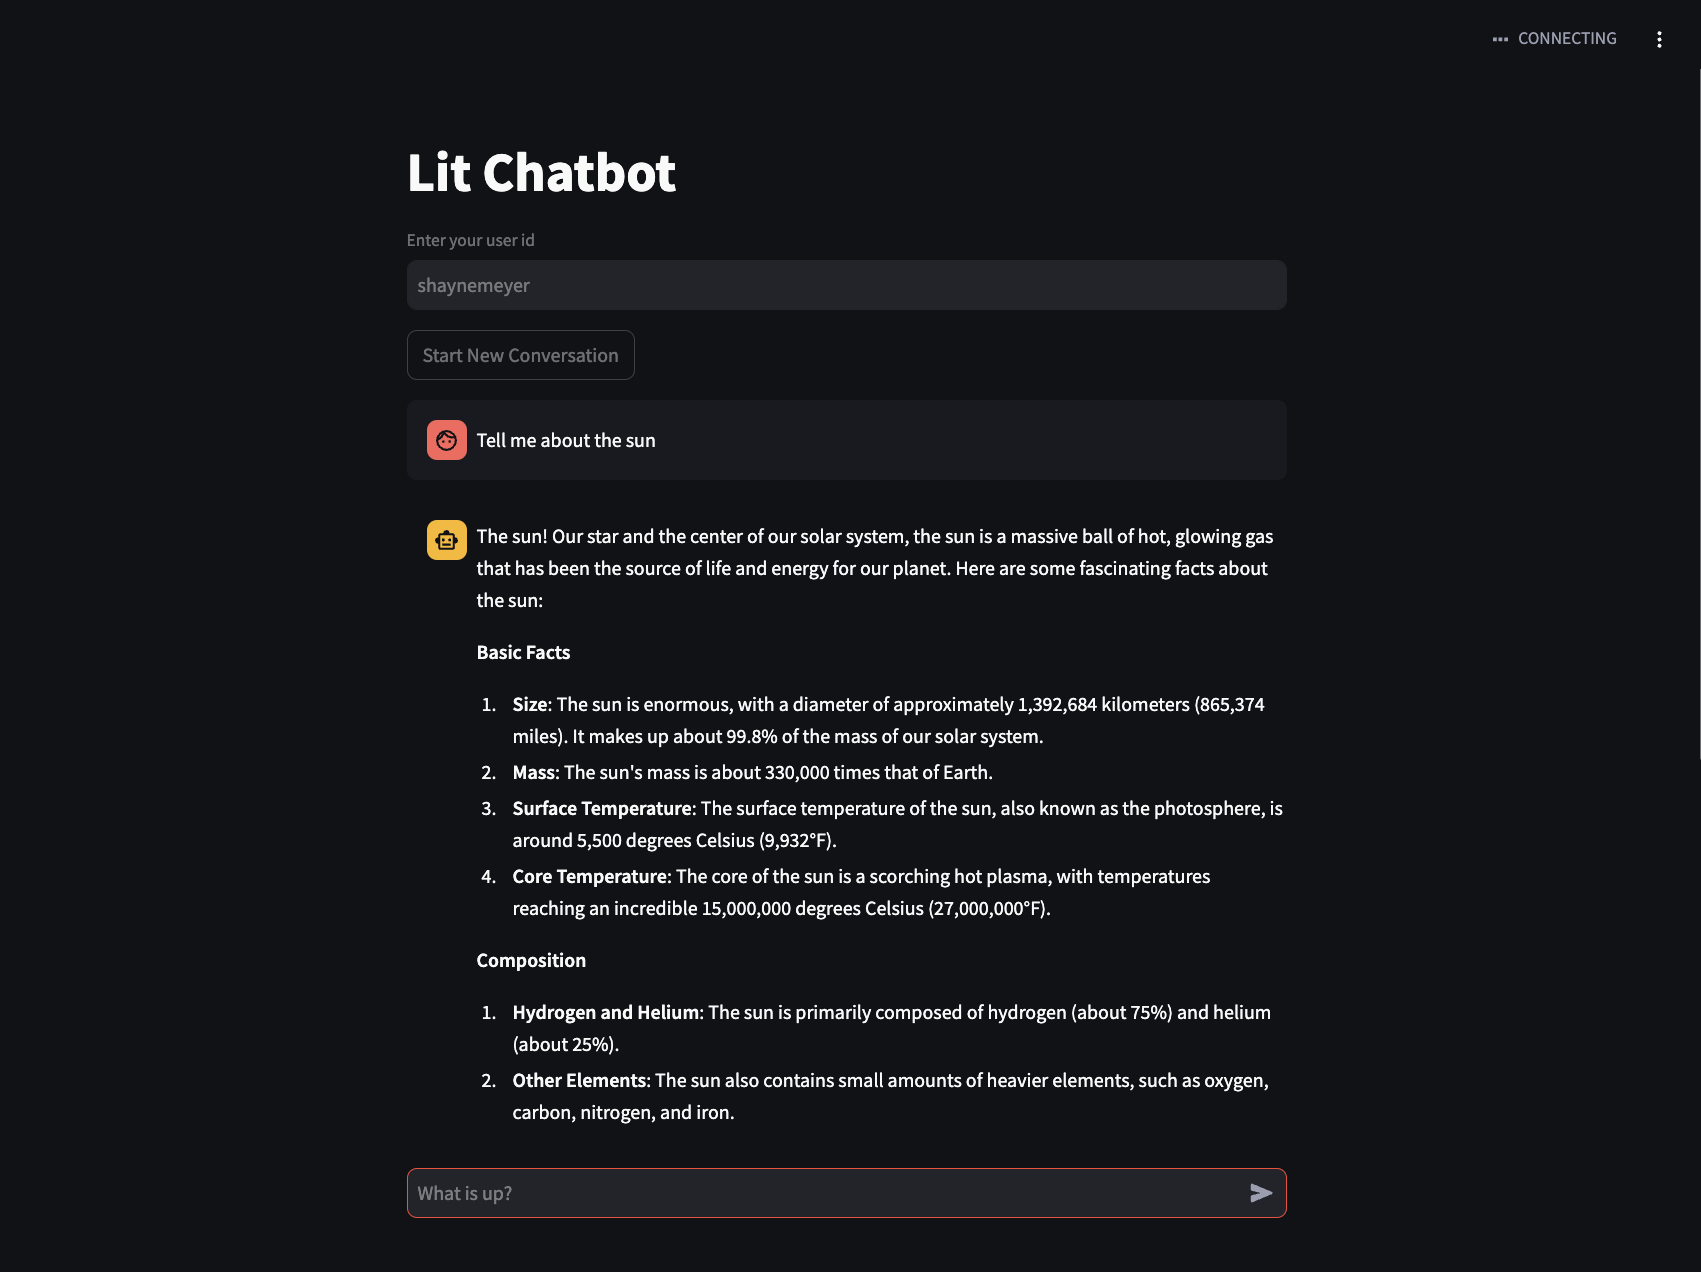 CONNECTING
Lit Chatbot
Enter your user id
shaynemeyer
Start New Conversation
Tell me about the sun
The sun! Our star and the center of our solar system, the sun is a massive ball of hot, glowing gas
that has been the source of life and energy for our planet. Here are some fascinating facts about
the sun:
Basic Facts
1. Size: The sun is enormous, with a diameter of approximately 1,392,684 kilometers (865,374
miles). It makes up about 99.8% of the mass of our solar system.
2. Mass: The sun's mass is about 330,000 times that of Earth.
3. Surface Temperature: The surface temperature of the sun, also known as the photosphere, is
around 5,500 degrees Celsius (9,932°F).
4. Core Temperature: The core of the sun is a scorching hot plasma, with temperatures
reaching an incredible 15,000,000 degrees Celsius (27,000,000°F).
Composition
1. Hydrogen and Helium: The sun is primarily composed of hydrogen (about 75%) and helium
(about 25%).
2. Other Elements: The sun also contains small amounts of heavier elements, such as oxygen,
carbon, nitrogen, and iron.
What is up?